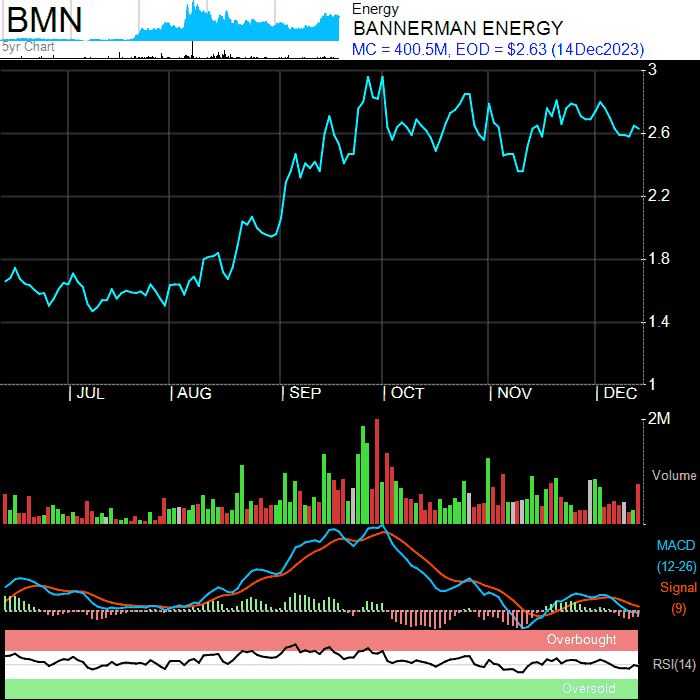 BMN
5yr Chart
Energy
BANNERMAN ENERGY
MC = 400.5M, EOD = $2.63 (14Dec2023)
3
2.6
2.2
1.8
1.4
1
JUL AUG SEP OCT NOV DEC
2M
Volume
MACD
(12-26)
Signal
(9)
Overbought
RSI(14)
Oversold